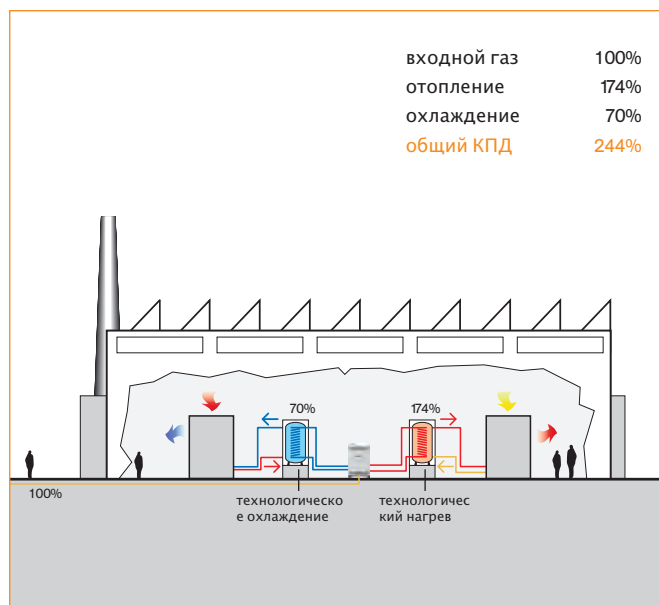 входной газ 100%
отопление 174%
охлаждение 70%
общий КПД 244%
70% 174%
100%
технологическо
е охлаждение
технологичес
кий нагрев